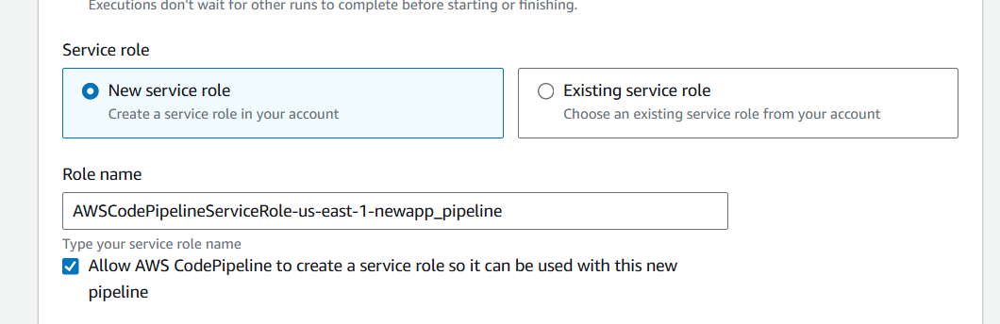 Executions don't wait for other runs to complete before starting or finishing.
Service role
New service role
Create a service role in your account
Existing service role
Choose an existing service role from your account
Role name
AWSCodePipelineServiceRole-us-east-1-newapp_pipeline
Type your service role name
Allow AWS CodePipeline to create a service role so it can be used with this new
pipeline